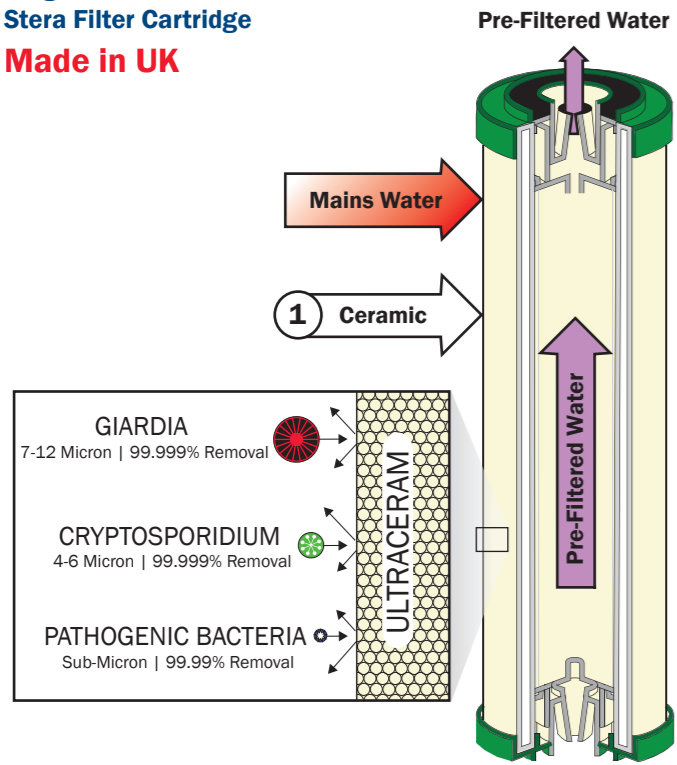 Stera Filter Cartridge
Made in UK
Pre-Filtered Water
Mains Water
1 Ceramic
Pre-Filtered Water
GIARDIA
7-12 Micron | 99.999% Removal
CRYPTOSPORIDIUM
4-6 Micron | 99.999% Removal
PATHOGENIC BACTERIA
Sub-Micron | 99.99% Removal
ULTRACERAM